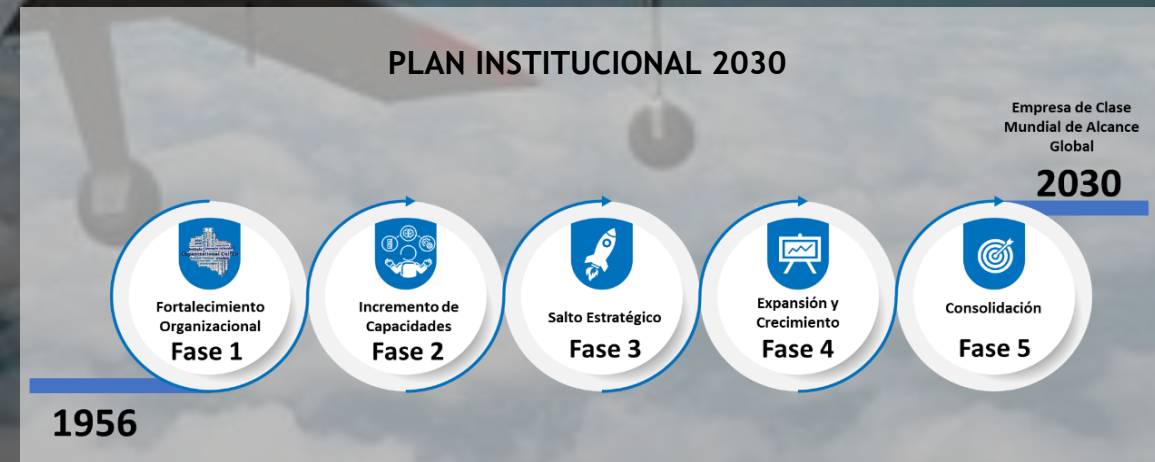 PLAN INSTITUCIONAL 2030
Empresa de Clase
Mundial de Alcance
Global
2030
Fortalecimiento
Organizacional
Fase 1
Incremento de
Capacidades
Fase 2
Salto Estratégico
Fase 3
Expansión y
Crecimiento
Fase 4
Consolidación
Fase 5
1956